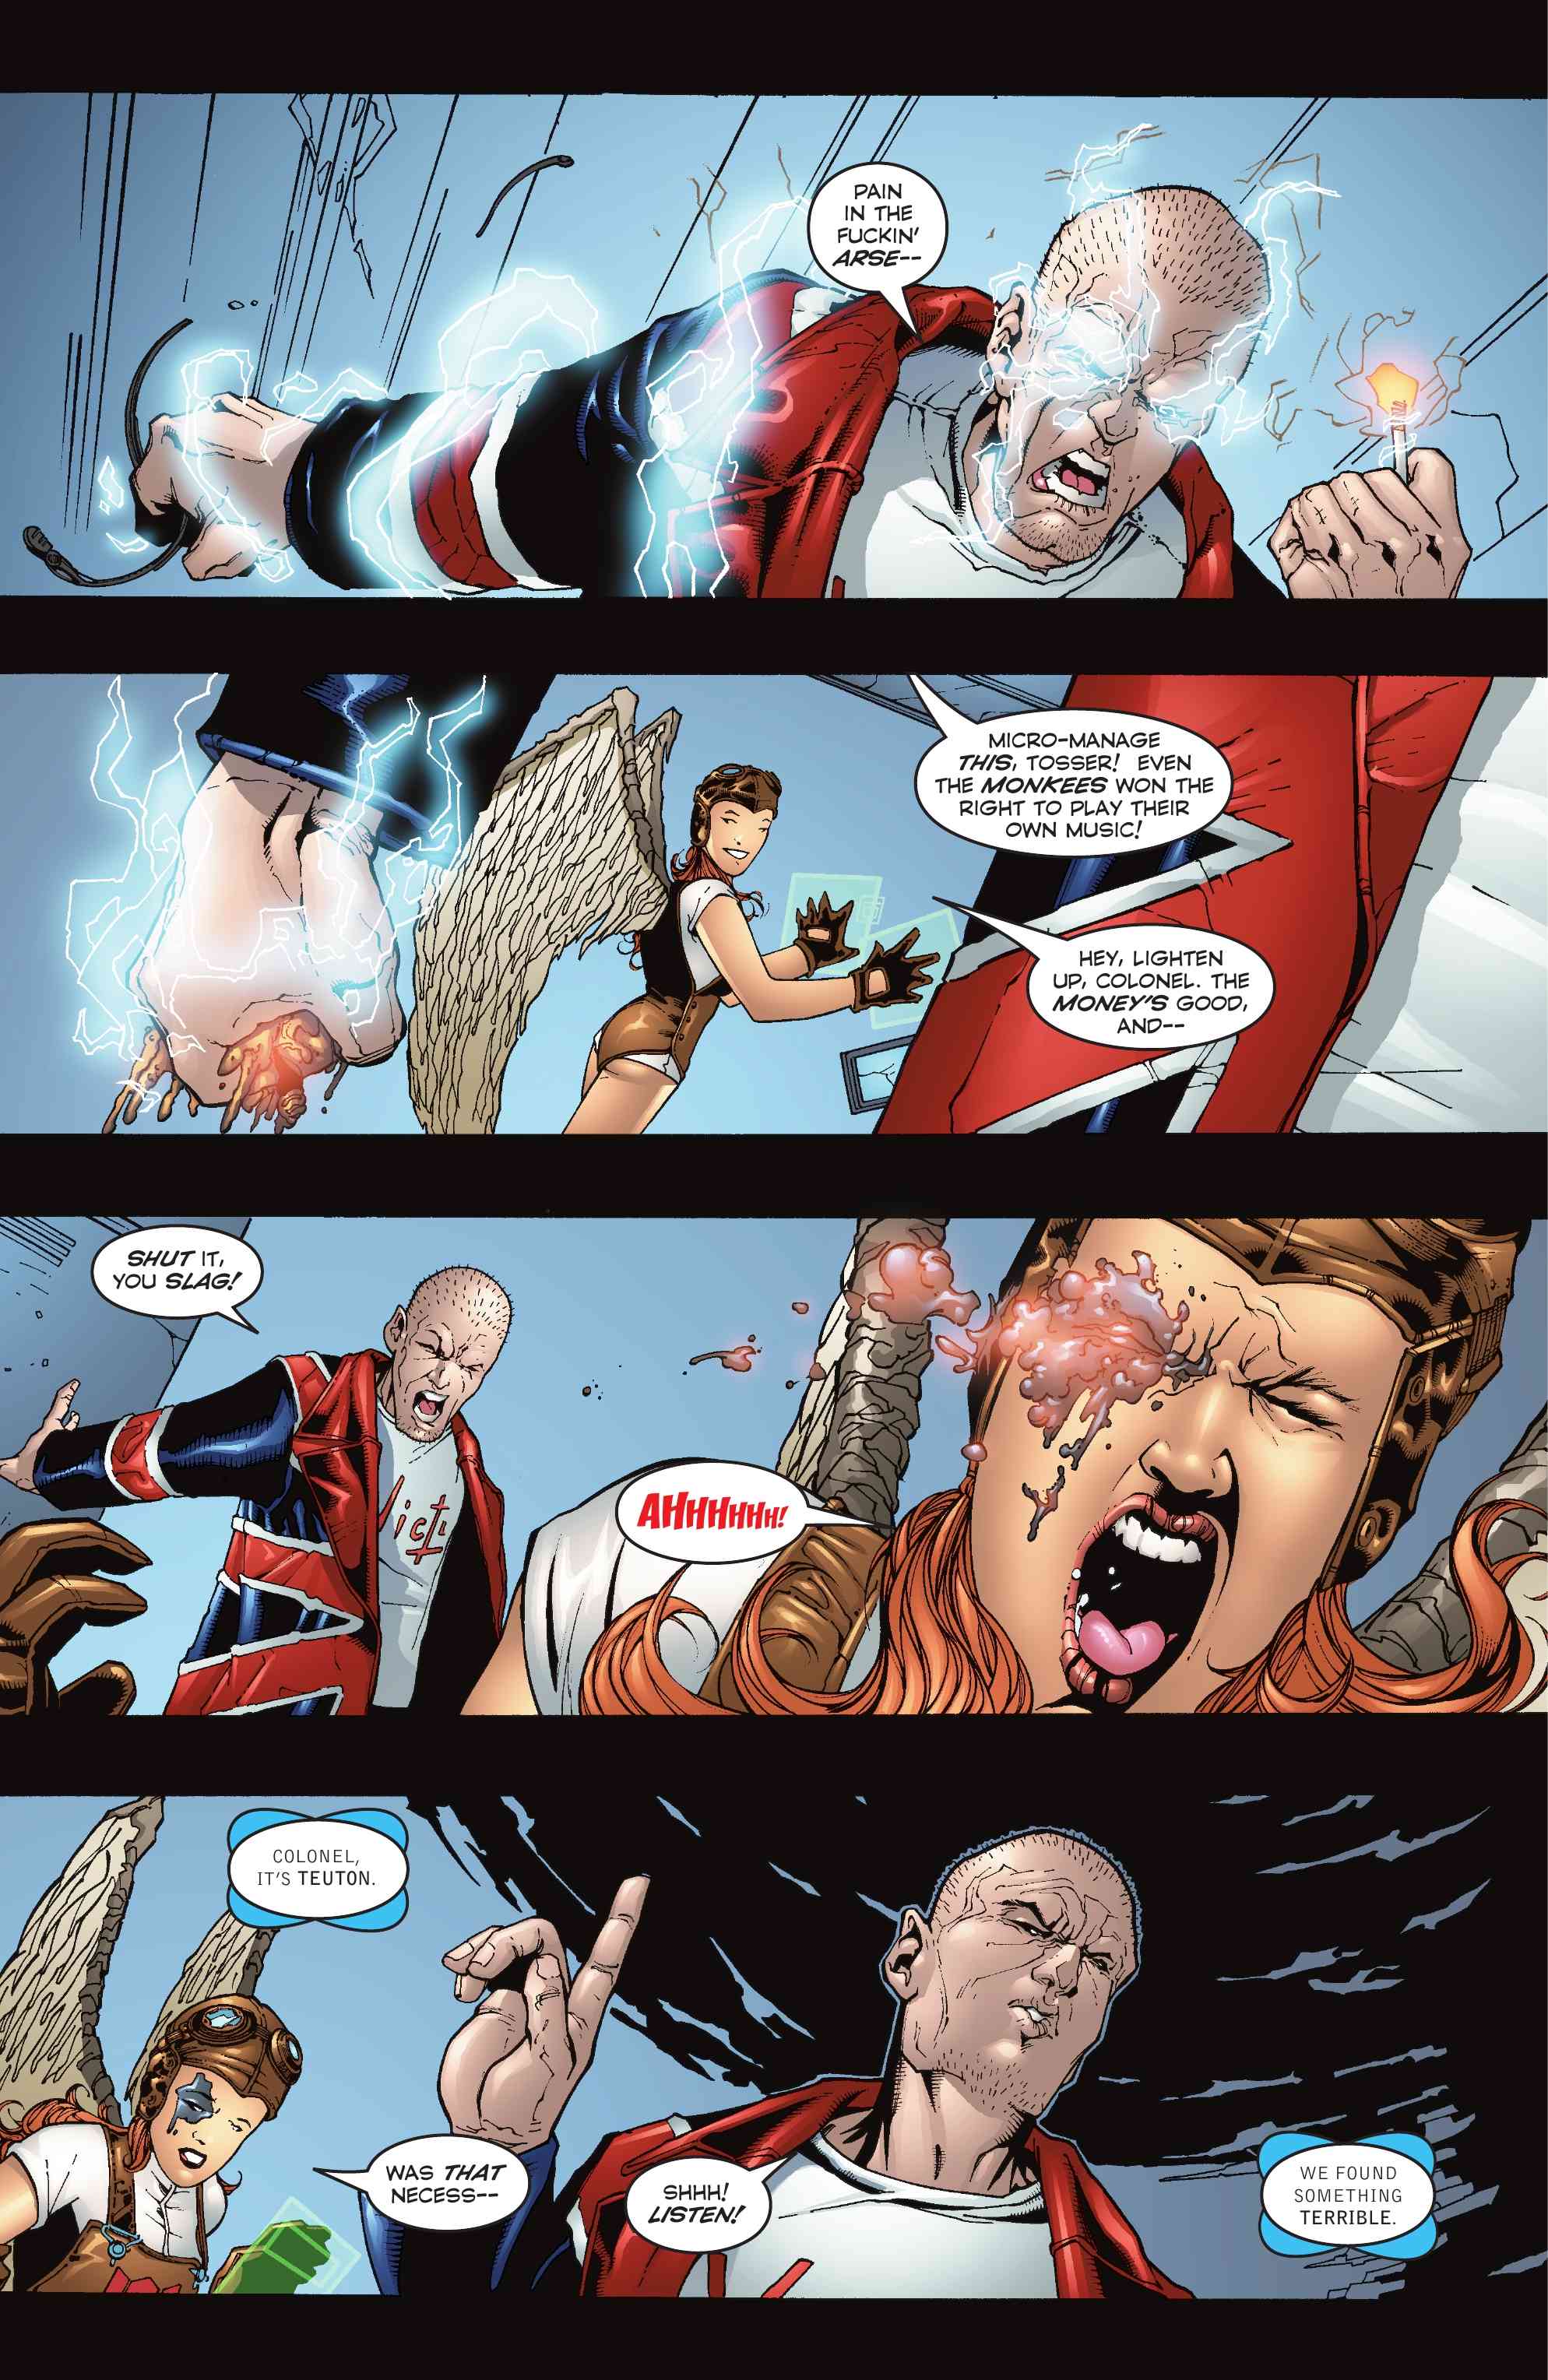 PAIN
IN THE
FUCKIN'
ARSE--
MICRO-MANAGE
THIS, TOSSER! EVEN
THE MONKEES WON THE
RIGHT TO PLAY THEIR
OWN MUSIC!
HEY, LIGHTEN
UP, COLONEL. THE
MONEY'S GOOD,
AND--
SHUT IT,
YOU SLAG!
AHHHHHH!
COLONEL,
IT'S TEUTON.
WAS THAT
NECESS--
SHHH!
LISTEN!
WE FOUND
SOMETHING
TERRIBLE.